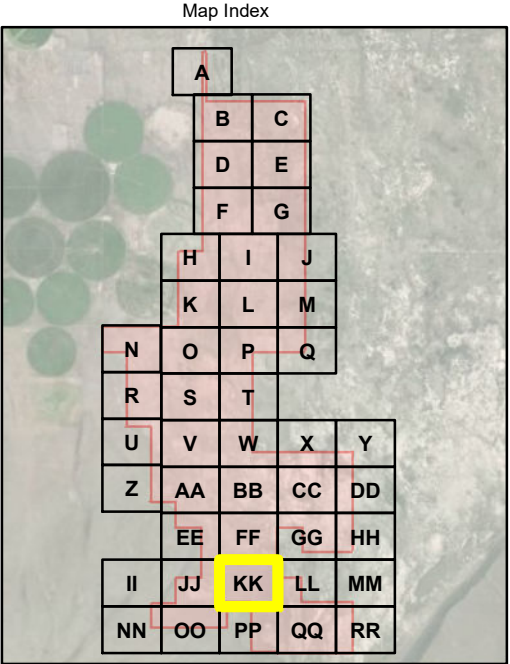 Map Index
A
B C
D E
F G
H I J
K L M
N O P Q
R S T
U V W X Y
Z AA BB CC DD
EE FF GG HH
II JJ KK LL MM
NN OO PP QQ RR